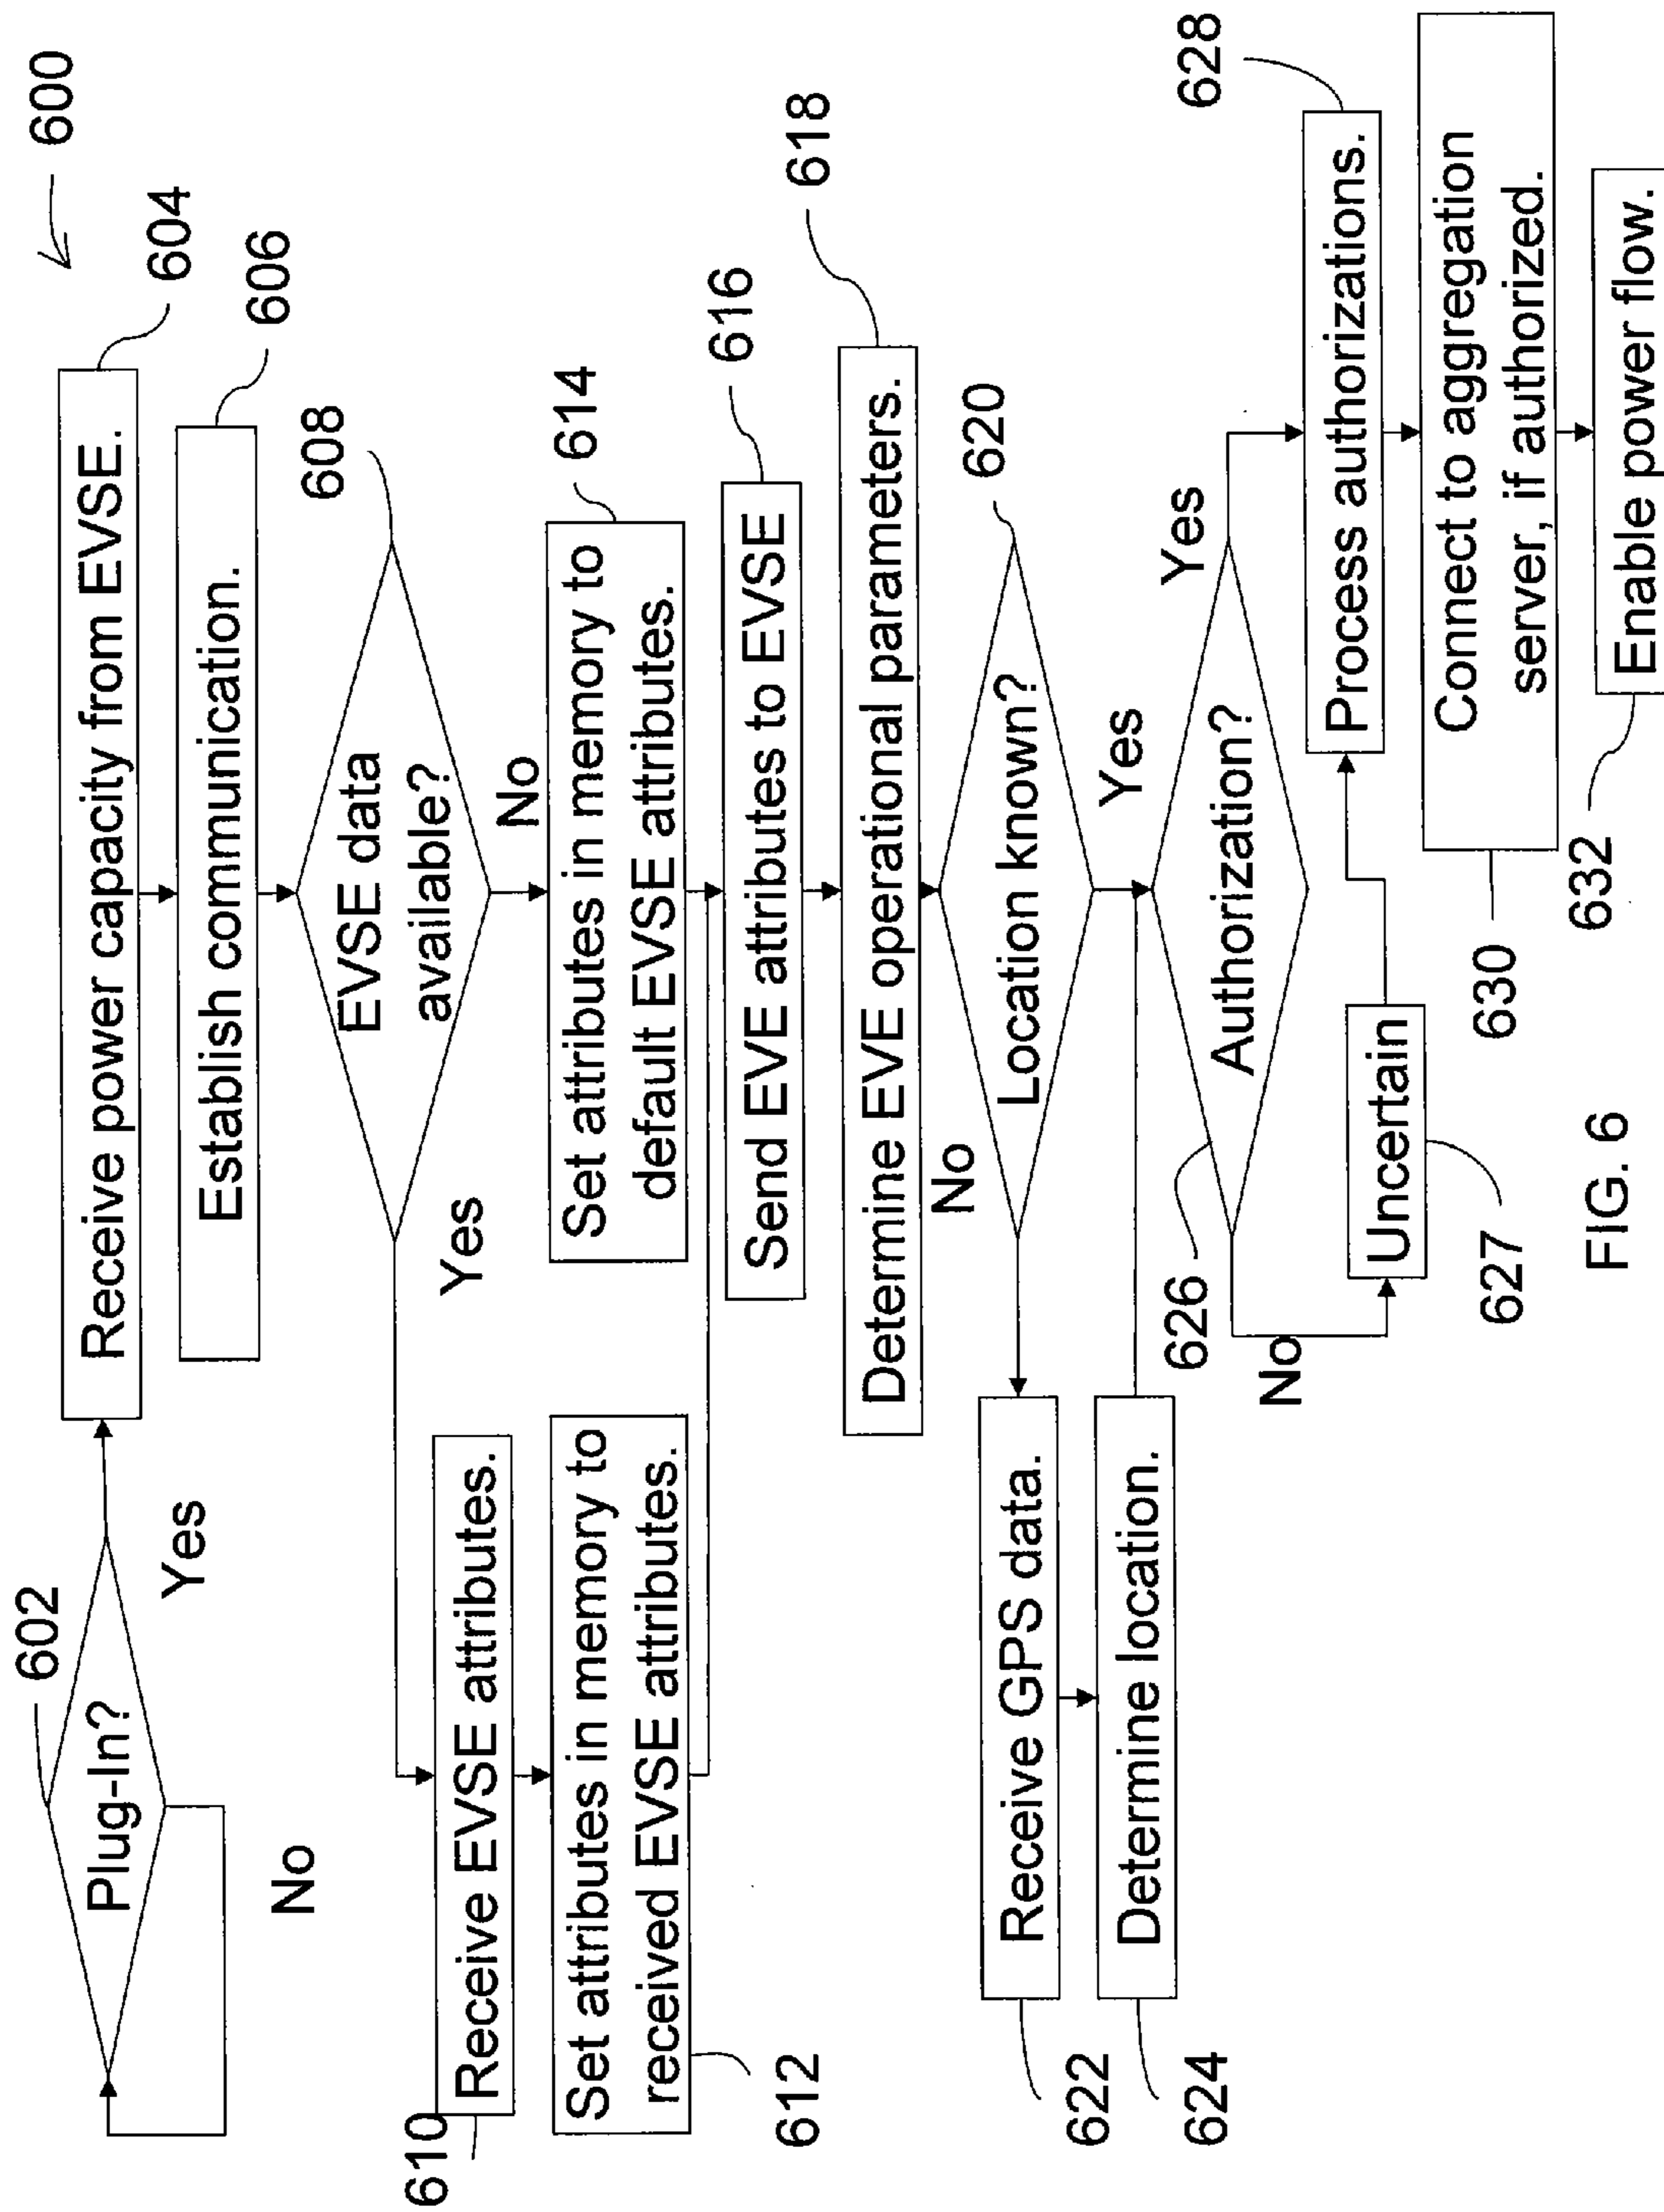 600
602
Plug-In?
Yes
No
Receive power capacity from EVSE.
604
Establish communication.
606
EVSE data
available?
608
Yes
No
610
Receive EVSE attributes.
Set attributes in memory to
received EVSE attributes.
612
Set attributes in memory to
default EVSE attributes.
614
Send EVE attributes to EVSE
616
Determine EVE operational parameters.
618
Location known?
620
No
Yes
Receive GPS data.
622
Determine location.
624
Authorization?
626
Yes
No
Uncertain
627
Process authorizations.
628
Connect to aggregation
server, if authorized.
630
Enable power flow.
632
FIG. 6